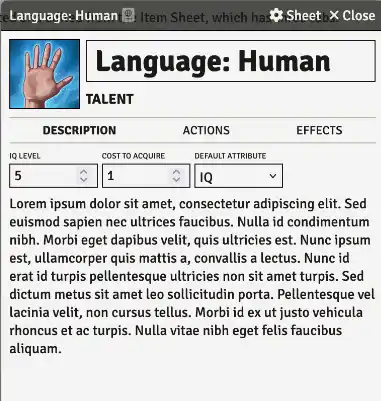 Language: Human Sheet Close
Language: Human
TALENT
DESCRIPTION ACTIONS EFFECTS
IQ LEVEL COST TO ACQUIRE DEFAULT ATTRIBUTE
5 1 IQ
Lorem ipsum dolor sit amet, consectetur adipiscing elit. Sed
euismod sapien nec ultrices faucibus. Nulla id condimentum
nibh. Morbi eget dapibus velit, quis ultricies est. Nunc ipsum
est, ullamcorper quis mattis a, convallis a lectus. Nunc id
erat id turpis pellentesque ultricies non sit amet turpis. Sed
dictum metus sit amet leo sollicitudin porta. Pellentesque vel
lacinia velit, non cursus tellus. Morbi id ex ut justo vehicula
rhoncus et ac turpis. Nulla vitae nibh eget felis faucibus
aliquam.